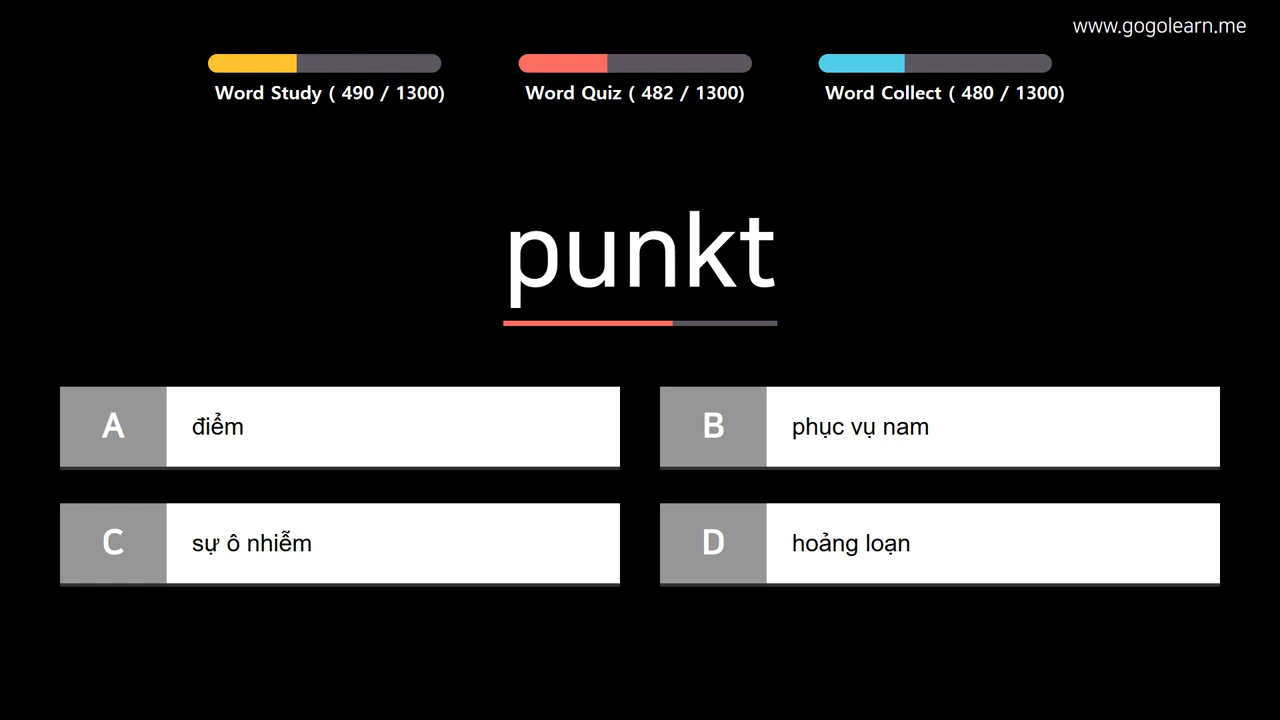 www.gogolearn.me
Word Study ( 490 / 1300)
Word Quiz ( 482 / 1300)
Word Collect ( 480 / 1300)
punkt
A điểm
B phục vụ nam
C sự ô nhiễm
D hoảng loạn